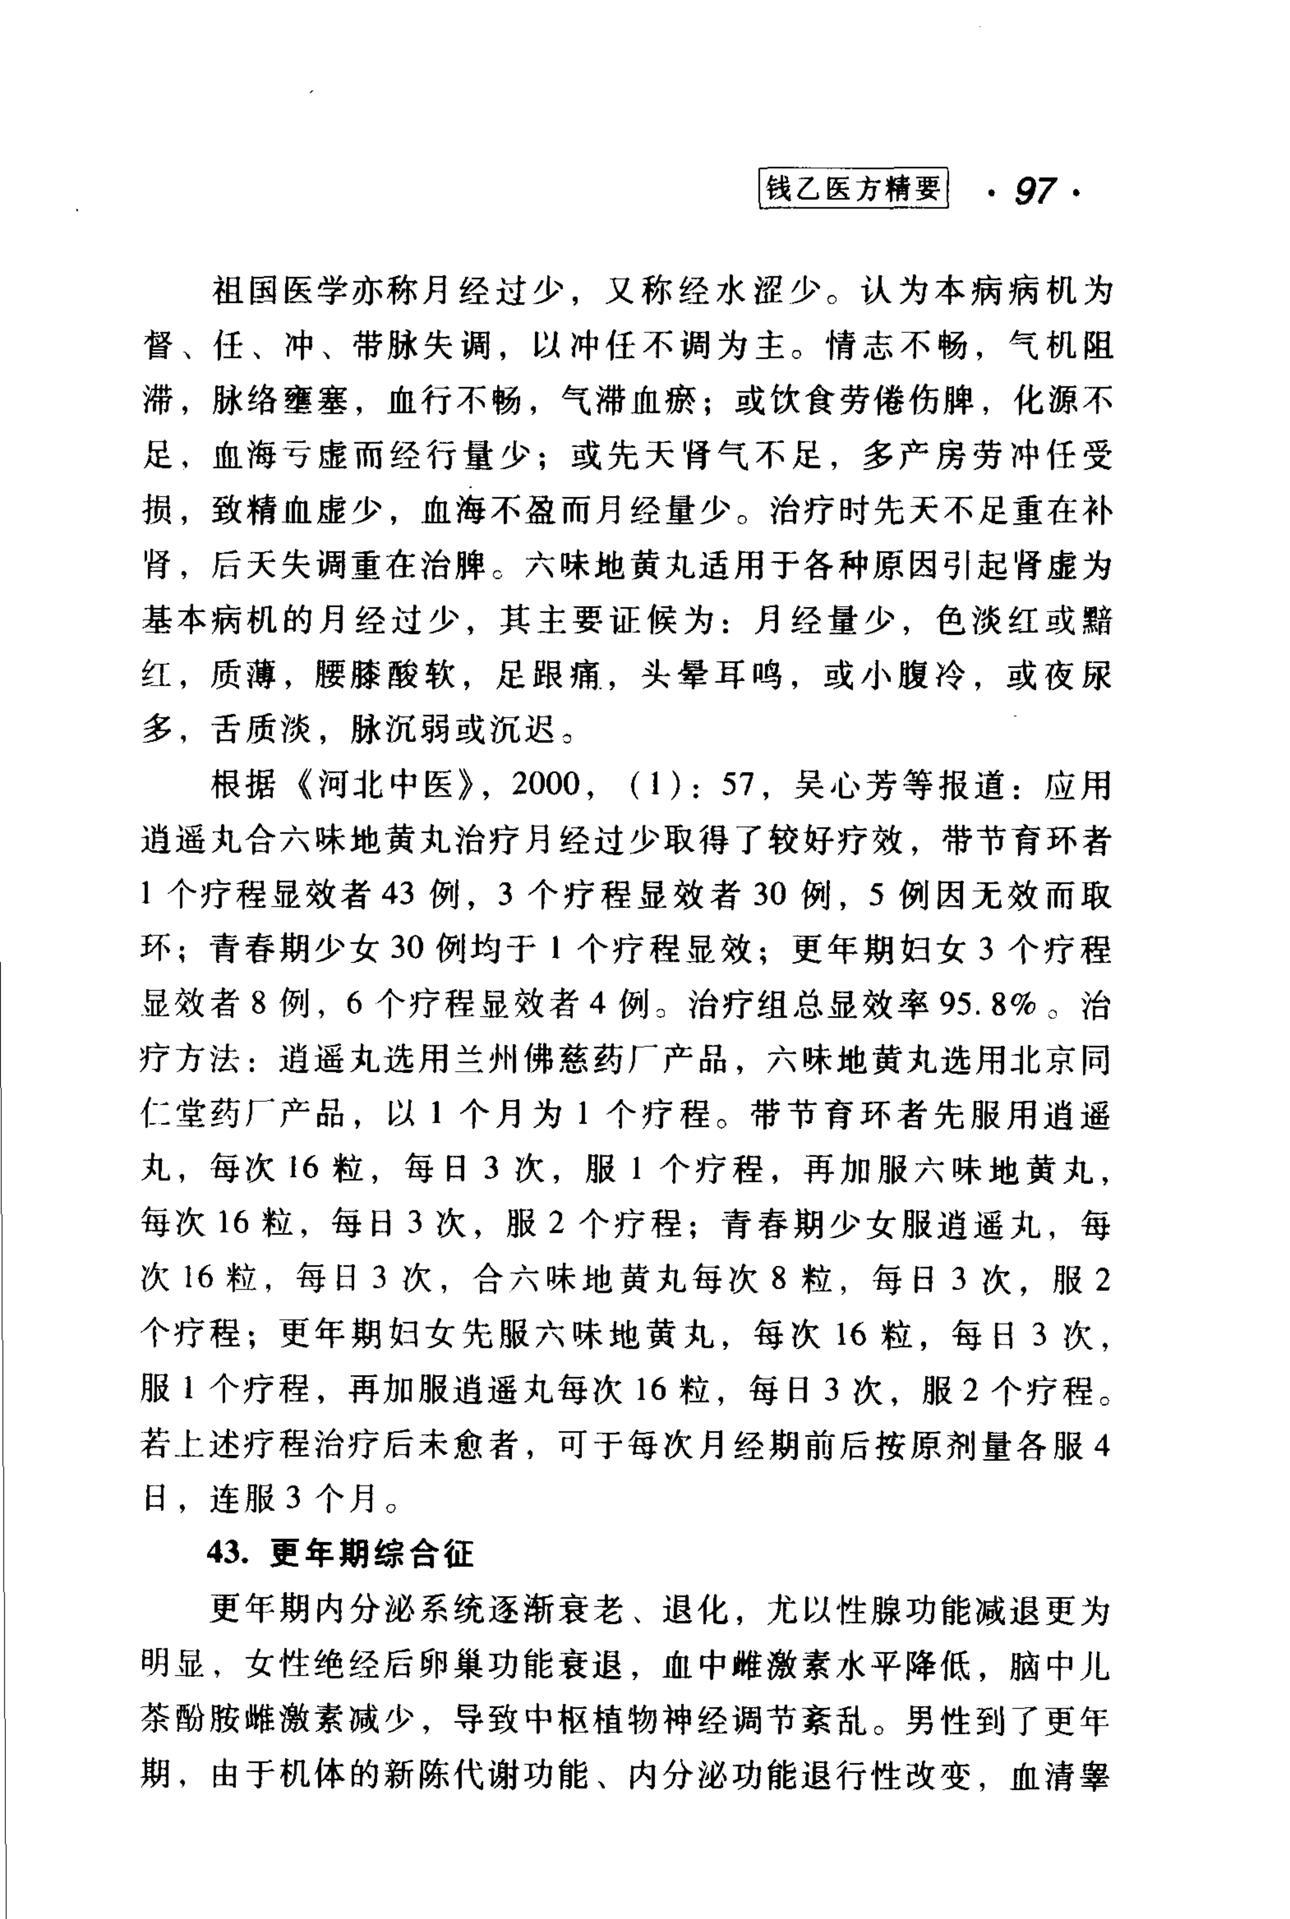 钱乙医方精要 · 97 ·
祖国医学亦称月经过少，又称经水涩少。认为本病病机为
督、任、冲、带脉失调，以冲任不调为主。情志不畅，气机阻
滞，脉络壅塞，血行不畅，气滞血瘀；或饮食劳倦伤脾，化源不
足，血海亏虚而经行量少；或先天肾气不足，多产房劳冲任受
损，致精血虚少，血海不盈而月经量少。治疗时先天不足重在补
肾，后天失调重在治脾。六味地黄丸适用于各种原因引起肾虚为
基本病机的月经过少，其主要证候为：月经量少，色淡红或黯
红，质薄，腰膝酸软，足跟痛，头晕耳鸣，或小腹冷，或夜尿
多，舌质淡，脉沉弱或沉迟。
根据《河北中医》，2000，（1）：57，吴心芳等报道：应用
逍遥丸合六味地黄丸治疗月经过少取得了较好疗效，带节育环者
1 个疗程显效者 43 例，3 个疗程显效者 30 例，5 例因无效而取
环；青春期少女 30 例均于 1 个疗程显效；更年期妇女 3 个疗程
显效者 8 例，6 个疗程显效者 4 例。治疗组总显效率 95.8%。治
疗方法：逍遥丸选用兰州佛慈药厂产品，六味地黄丸选用北京同
仁堂药厂产品，以 1 个月为 1 个疗程。带节育环者先服用逍遥
丸，每次 16 粒，每日 3 次，服 1 个疗程，再加服六味地黄丸，
每次 16 粒，每日 3 次，服 2 个疗程；青春期少女服逍遥丸，每
次 16 粒，每日 3 次，合六味地黄丸每次 8 粒，每日 3 次，服 2
个疗程；更年期妇女先服六味地黄丸，每次 16 粒，每日 3 次，
服 1 个疗程，再加服逍遥丸每次 16 粒，每日 3 次，服 2 个疗程。
若上述疗程治疗后未愈者，可于每次月经期前后按原剂量各服 4
日，连服 3 个月。
43. 更年期综合征
更年期内分泌系统逐渐衰老、退化，尤以性腺功能减退更为
明显，女性绝经后卵巢功能衰退，血中雌激素水平降低，脑中儿
茶酚胺雌激素减少，导致中枢植物神经调节紊乱。男性到了更年
期，由于机体的新陈代谢功能、内分泌功能退行性改变，血清睾